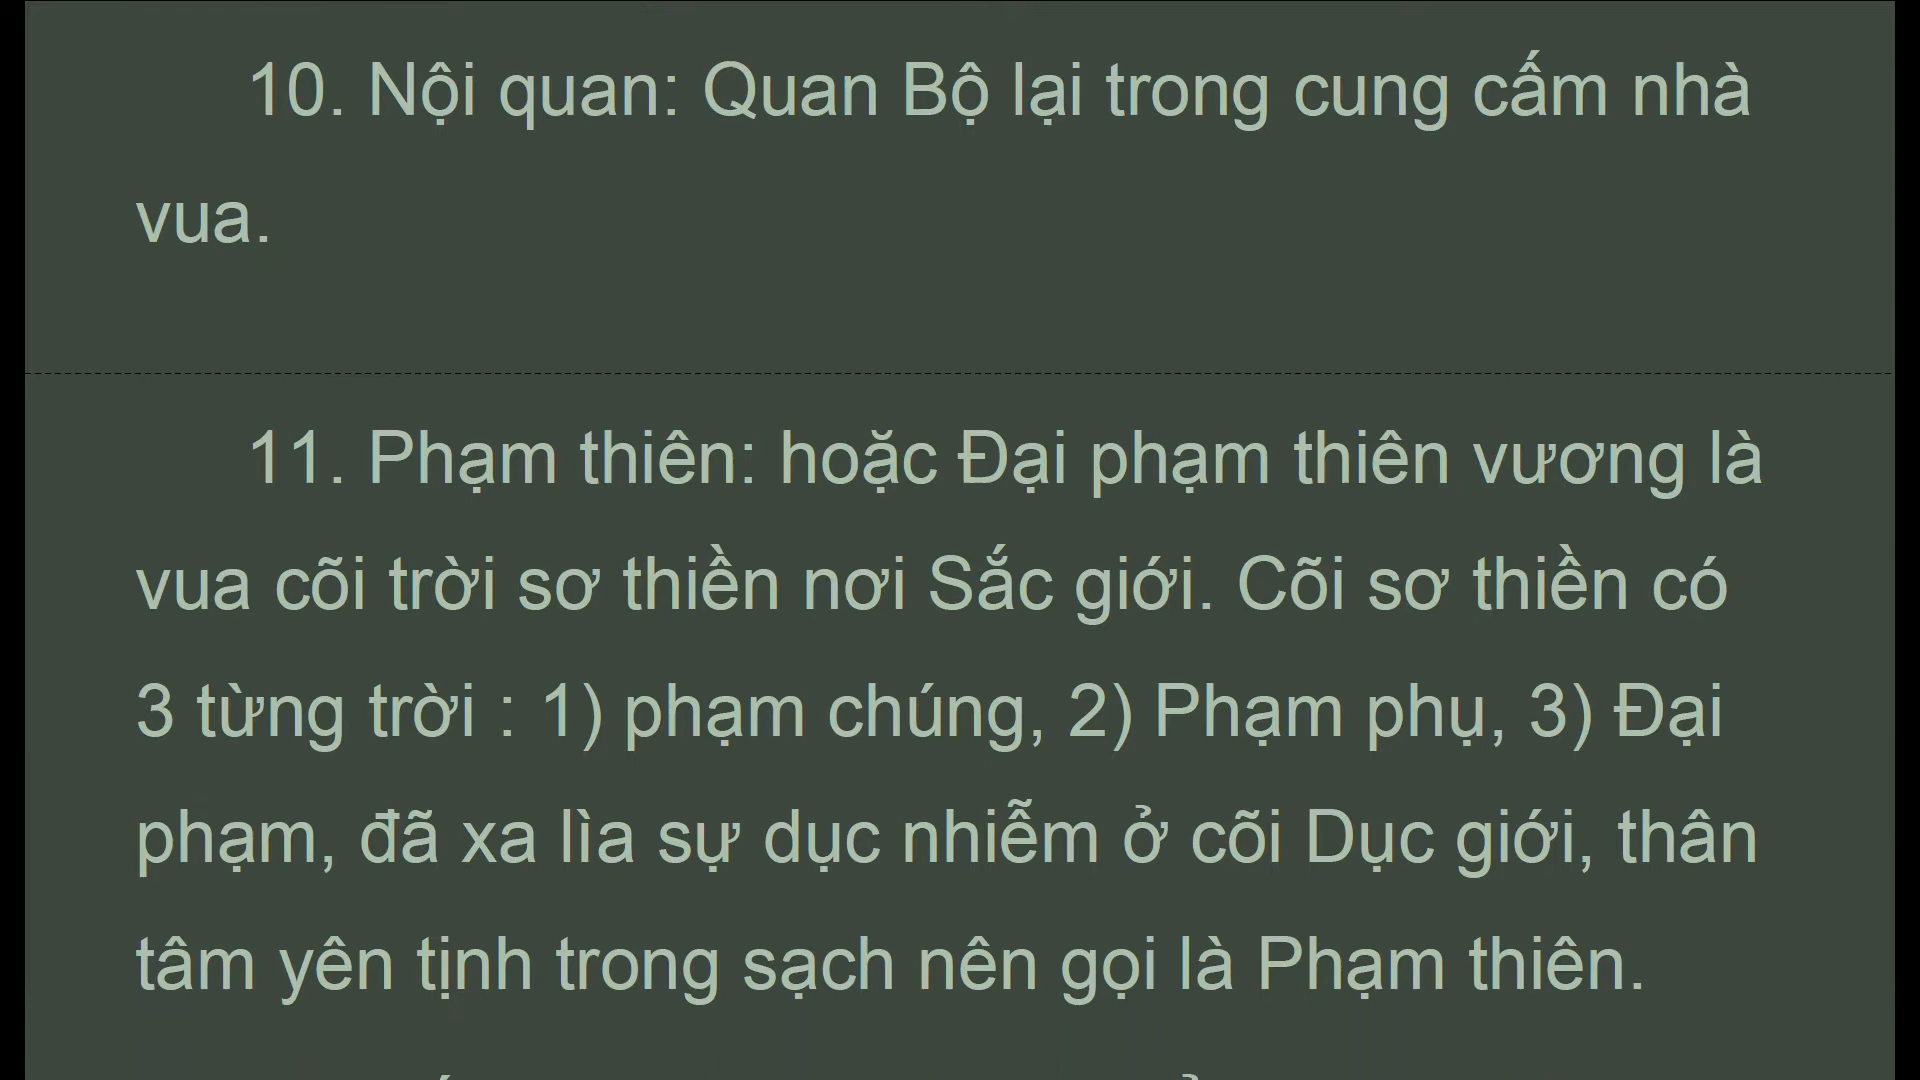 10. Nội quan: Quan Bộ lại trong cung cấm nhà
vua.
11. Phạm thiên: hoặc Đại phạm thiên vương là
vua cõi trời sơ thiền nơi Sắc giới. Cõi sơ thiền có
3 từng trời : 1) phạm chúng, 2) Phạm phụ, 3) Đại
phạm, đã xa lìa sự dục nhiễm ở cõi Dục giới, thân
tâm yên tịnh trong sạch nên gọi là Phạm thiên.